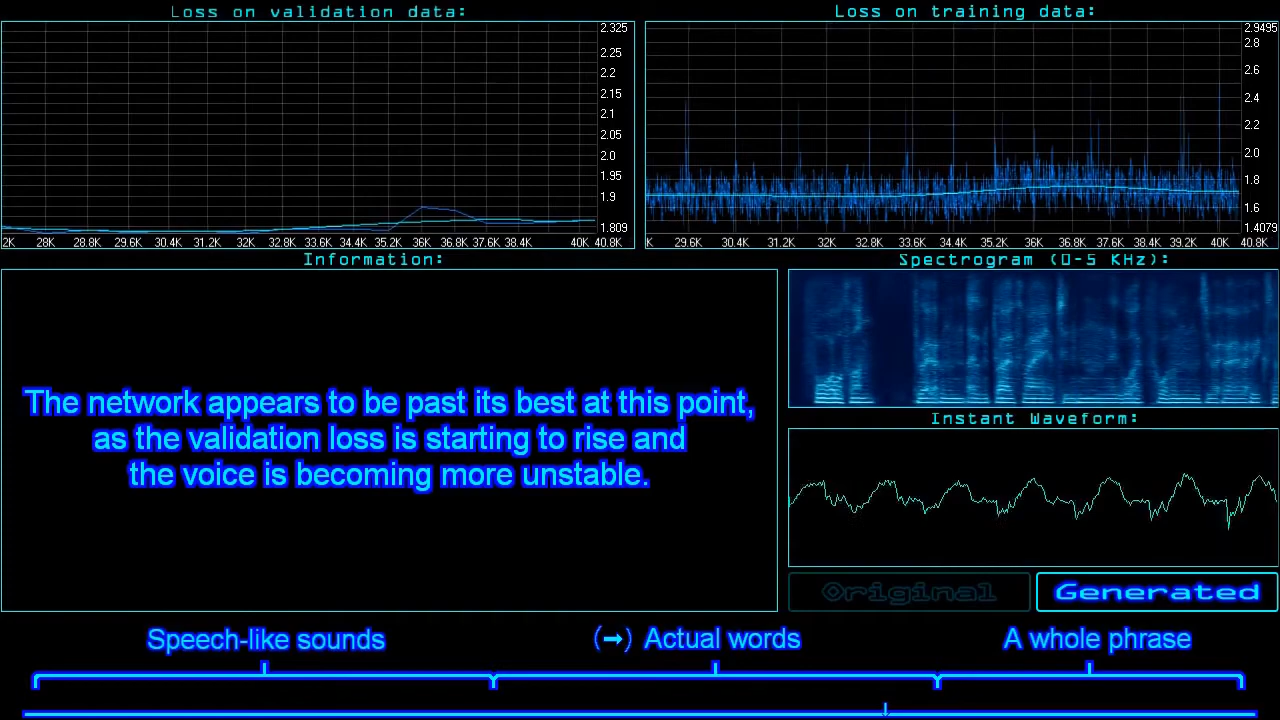 Loss on validation data:
2.325
2.25
2.2
2.15
2.1
2.05
2.0
1.95
1.9
1.809
2K 28K 28.8K 29.6K 30.4K 31.2K 32K 32.8K 33.6K 34.4K 35.2K 36K 36.8K 37.6K 38.4K 40K 40.8K
Loss on training data:
2.9495
2.8
2.6
2.4
2.2
2.0
1.8
1.6
1.4079
K 29.6K 30.4K 31.2K 32K 32.8K 33.6K 34.4K 35.2K 36K 36.8K 37.6K 38.4K 39.2K 40K 40.8K
Information:
The network appears to be past its best at this point,
as the validation loss is starting to rise and
the voice is becoming more unstable.
Spectrogram (0-5 KHz):
Instant Waveform:
Original Generated
Speech-like sounds (→) Actual words A whole phrase